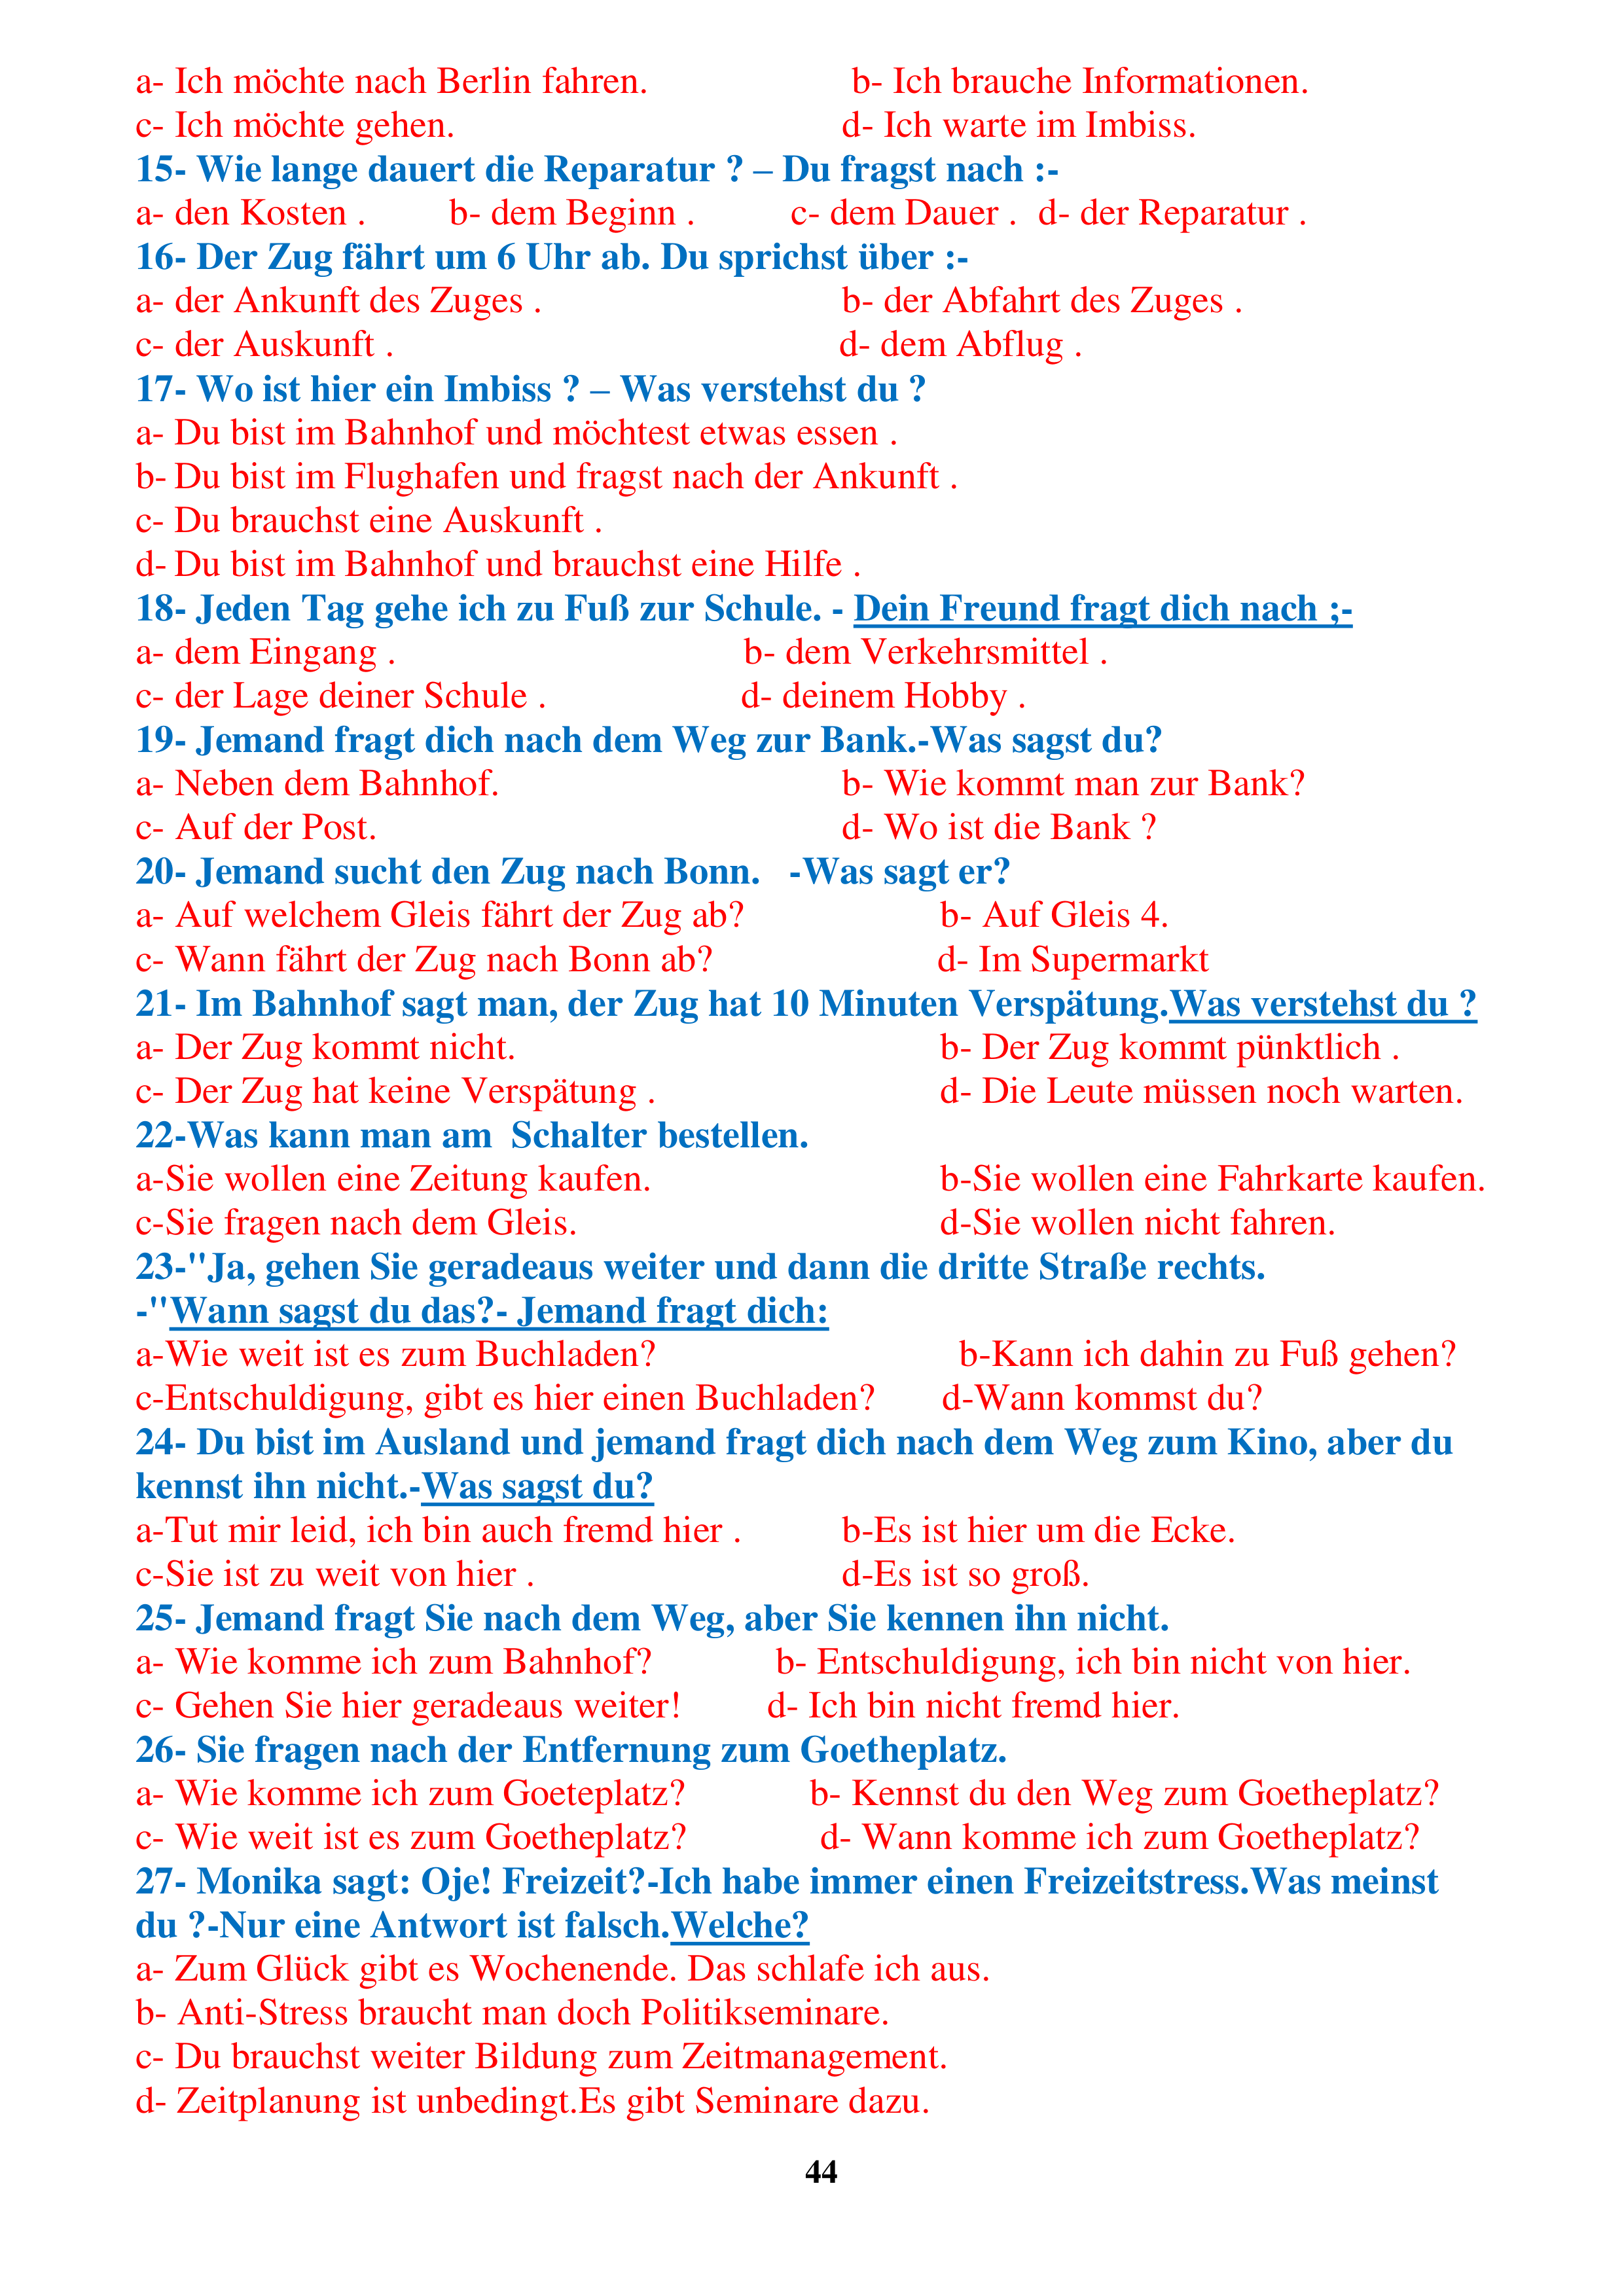 a- Ich möchte nach Berlin fahren. b- Ich brauche Informationen.
c- Ich möchte gehen. d- Ich warte im Imbiss.
15- Wie lange dauert die Reparatur ? – Du fragst nach :-
a- den Kosten . b- dem Beginn . c- dem Dauer . d- der Reparatur .
16- Der Zug fährt um 6 Uhr ab. Du sprichst über :-
a- der Ankunft des Zuges . b- der Abfahrt des Zuges .
c- der Auskunft . d- dem Abflug .
17- Wo ist hier ein Imbiss ? – Was verstehst du ?
a- Du bist im Bahnhof und möchtest etwas essen .
b- Du bist im Flughafen und fragst nach der Ankunft .
c- Du brauchst eine Auskunft .
d- Du bist im Bahnhof und brauchst eine Hilfe .
18- Jeden Tag gehe ich zu Fuß zur Schule. - Dein Freund fragt dich nach ;-
a- dem Eingang . b- dem Verkehrsmittel .
c- der Lage deiner Schule . d- deinem Hobby .
19- Jemand fragt dich nach dem Weg zur Bank.-Was sagst du?
a- Neben dem Bahnhof. b- Wie kommt man zur Bank?
c- Auf der Post. d- Wo ist die Bank ?
20- Jemand sucht den Zug nach Bonn. -Was sagt er?
a- Auf welchem Gleis fährt der Zug ab? b- Auf Gleis 4.
c- Wann fährt der Zug nach Bonn ab? d- Im Supermarkt
21- Im Bahnhof sagt man, der Zug hat 10 Minuten Verspätung.Was verstehst du ?
a- Der Zug kommt nicht. b- Der Zug kommt pünktlich .
c- Der Zug hat keine Verspätung . d- Die Leute müssen noch warten.
22-Was kann man am Schalter bestellen.
a-Sie wollen eine Zeitung kaufen. b-Sie wollen eine Fahrkarte kaufen.
c-Sie fragen nach dem Gleis. d-Sie wollen nicht fahren.
23-"Ja, gehen Sie geradeaus weiter und dann die dritte Straße rechts.
-"Wann sagst du das?- Jemand fragt dich:
a-Wie weit ist es zum Buchladen? b-Kann ich dahin zu Fuß gehen?
c-Entschuldigung, gibt es hier einen Buchladen? d-Wann kommst du?
24- Du bist im Ausland und jemand fragt dich nach dem Weg zum Kino, aber du
kennst ihn nicht.-Was sagst du?
a-Tut mir leid, ich bin auch fremd hier . b-Es ist hier um die Ecke.
c-Sie ist zu weit von hier . d-Es ist so groß.
25- Jemand fragt Sie nach dem Weg, aber Sie kennen ihn nicht.
a- Wie komme ich zum Bahnhof? b- Entschuldigung, ich bin nicht von hier.
c- Gehen Sie hier geradeaus weiter! d- Ich bin nicht fremd hier.
26- Sie fragen nach der Entfernung zum Goetheplatz.
a- Wie komme ich zum Goeteplatz? b- Kennst du den Weg zum Goetheplatz?
c- Wie weit ist es zum Goetheplatz? d- Wann komme ich zum Goetheplatz?
27- Monika sagt: Oje! Freizeit?-Ich habe immer einen Freizeitstress.Was meinst
du ?-Nur eine Antwort ist falsch.Welche?
a- Zum Glück gibt es Wochenende. Das schlafe ich aus.
b- Anti-Stress braucht man doch Politikseminare.
c- Du brauchst weiter Bildung zum Zeitmanagement.
d- Zeitplanung ist unbedingt.Es gibt Seminare dazu.
44